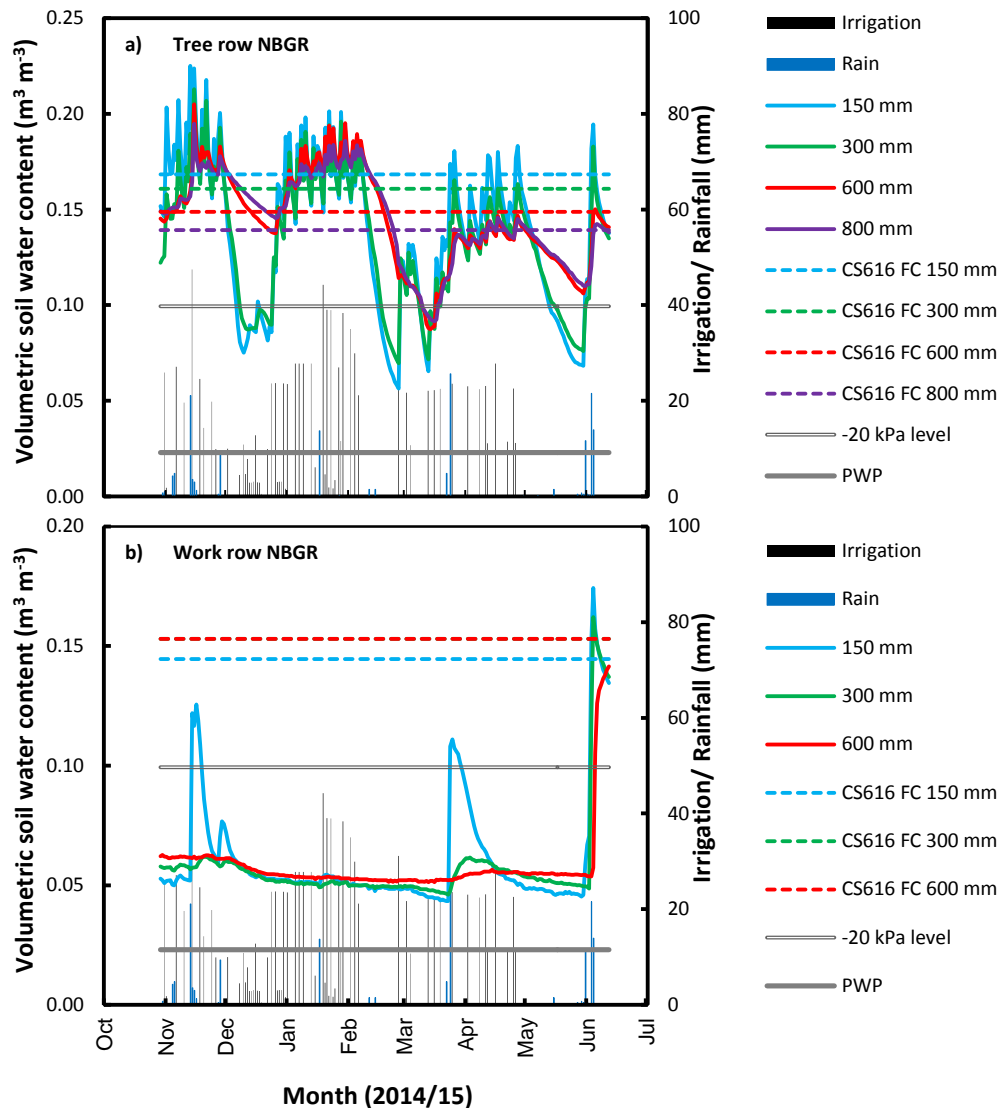 a) Tree row NBGR
Volumetric soil water content (m³ m⁻³)
0.25
0.20
0.15
0.10
0.05
0.00
100
80
60
40
20
0
Irrigation/ Rainfall (mm)
Irrigation
Rain
150 mm
300 mm
600 mm
800 mm
CS616 FC 150 mm
CS616 FC 300 mm
CS616 FC 600 mm
CS616 FC 800 mm
-20 kPa level
PWP
b) Work row NBGR
Volumetric soil water content (m³ m⁻³)
0.20
0.15
0.10
0.05
0.00
100
80
60
40
20
0
Irrigation/ Rainfall (mm)
Irrigation
Rain
150 mm
300 mm
600 mm
CS616 FC 150 mm
CS616 FC 300 mm
CS616 FC 600 mm
-20 kPa level
PWP
Oct
Nov
Dec
Jan
Feb
Mar
Apr
May
Jun
Jul
Month (2014/15)